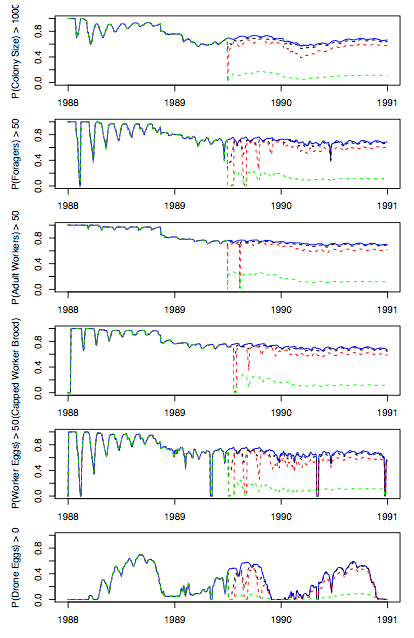 P(Colony Size) > 1000
0.0 0.4 0.8
1988 1989 1990 1991
P(Foragers) > 50
0.0 0.4 0.8
1988 1989 1990 1991
P(Adult Workers) > 50
0.0 0.4 0.8
1988 1989 1990 1991
P(Capped Worker Brood) > 50
0.0 0.4 0.8
1988 1989 1990 1991
P(Worker Eggs) > 50
0.0 0.4 0.8
1988 1989 1990 1991
P(Drone Eggs) > 0
0.0 0.4 0.8
1988 1989 1990 1991